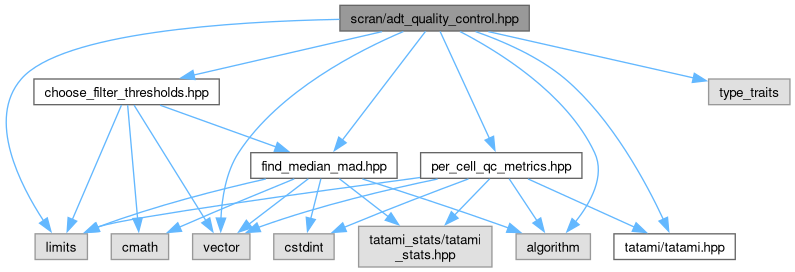 scran/adt_quality_control.hpp
choose_filter_thresholds.hpp
type_traits
find_median_mad.hpp
per_cell_qc_metrics.hpp
limits
cmath
vector
cstdint
tatami_stats/tatami
_stats.hpp
algorithm
tatami/tatami.hpp